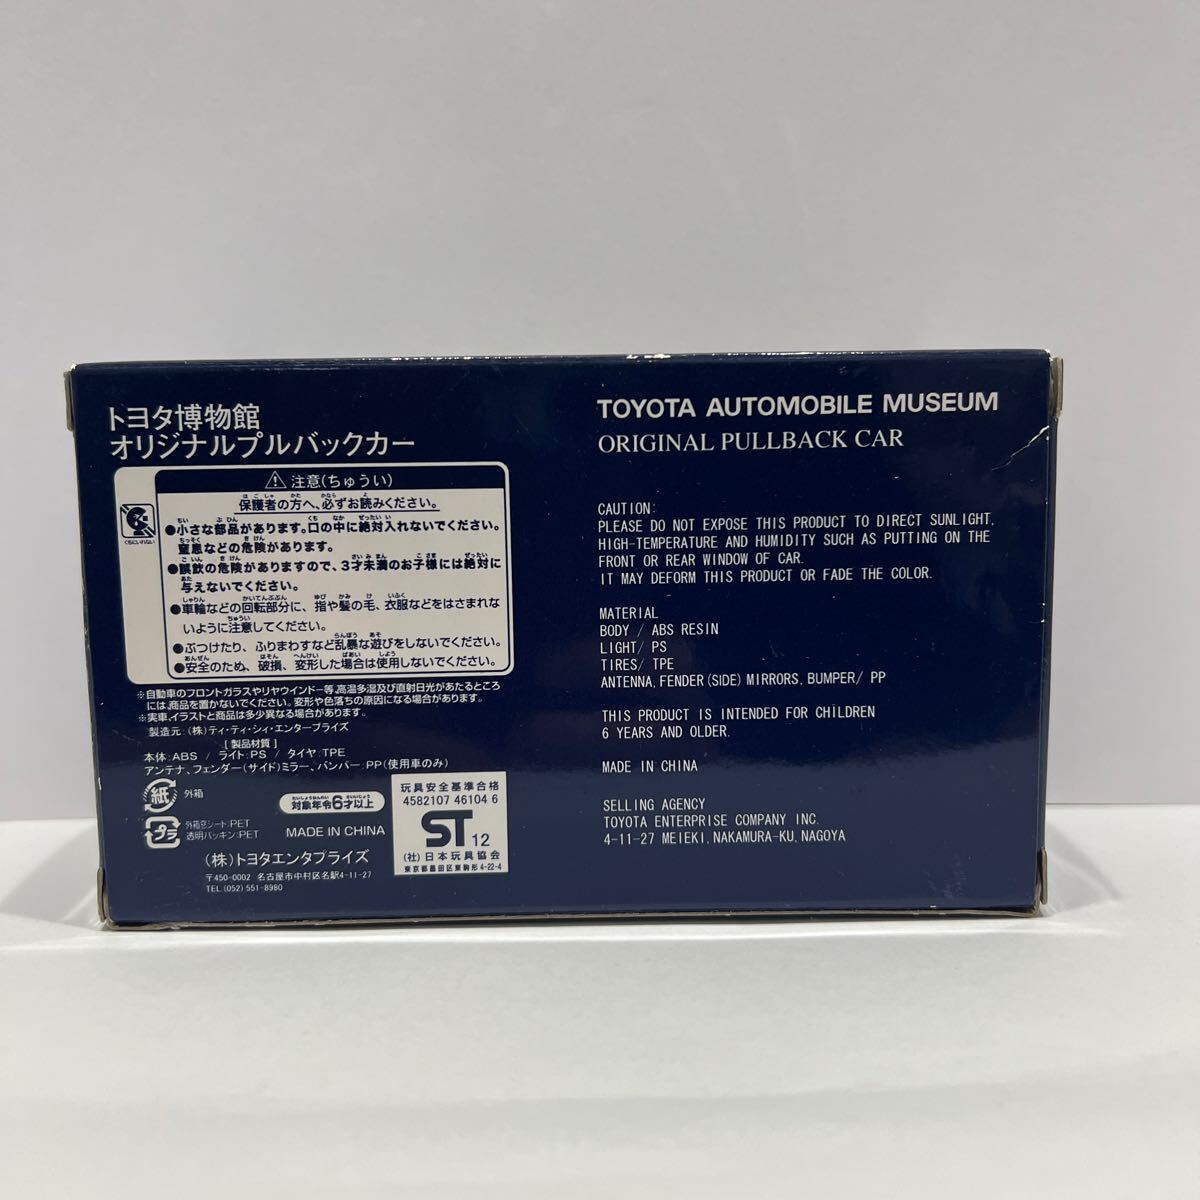 トヨタ博物館
オリジナルプルバックカー
⚠注意(ちゅうい)
保護者の方へ、必ずお読みください。
くちにいれない
●小さな部品があります。口の中に絶対入れないでください。
窒息などの危険があります。
●誤飲の危険がありますので、3才未満のお子様には絶対に
与えないでください。
●車輪などの回転部分に、指や髪の毛、衣服などをはさまれな
いように注意してください。
●ぶつけたり、ふりまわすなど乱暴な遊びをしないでください。
●安全のため、破損、変形した場合は使用しないでください。
※自動車のフロントガラスやリヤウインドー等、高温多湿及び直射日光があたるところ
には、商品を置かないでください。変形や色落ちの原因になる場合があります。
※実車、イラストと商品は多少異なる場合があります。
製造元:(株)ティ・ティ・シィ・エンタープライズ
[製品材質]
本体:ABS / ライト:PS / タイヤ:TPE
アンテナ、フェンダー(サイド)ミラー、バンパー:PP(使用車のみ)
紙 外箱
対象年令6才以上
プラ 外箱窓シート:PET
透明パッキン:PET
MADE IN CHINA
玩具安全基準合格
4582107 46104 6
ST 12
(社)日本玩具協会
東京都墨田区東駒形4-22-4
(株)トヨタエンタプライズ
〒450-0002 名古屋市中村区名駅4-11-27
TEL (052) 551-8980
TOYOTA AUTOMOBILE MUSEUM
ORIGINAL PULLBACK CAR
CAUTION:
PLEASE DO NOT EXPOSE THIS PRODUCT TO DIRECT SUNLIGHT,
HIGH-TEMPERATURE AND HUMIDITY SUCH AS PUTTING ON THE
FRONT OR REAR WINDOW OF CAR.
IT MAY DEFORM THIS PRODUCT OR FADE THE COLOR.
MATERIAL
BODY / ABS RESIN
LIGHT/ PS
TIRES/ TPE
ANTENNA, FENDER (SIDE) MIRRORS, BUMPER/ PP
THIS PRODUCT IS INTENDED FOR CHiLDREN
6 YEARS AND OLDER.
MADE IN CHINA
SELLING AGENCY
TOYOTA ENTERPRISE COMPANY INC.
4-11-27 MEIEKI, NAKAMURA-KU, NAGOYA